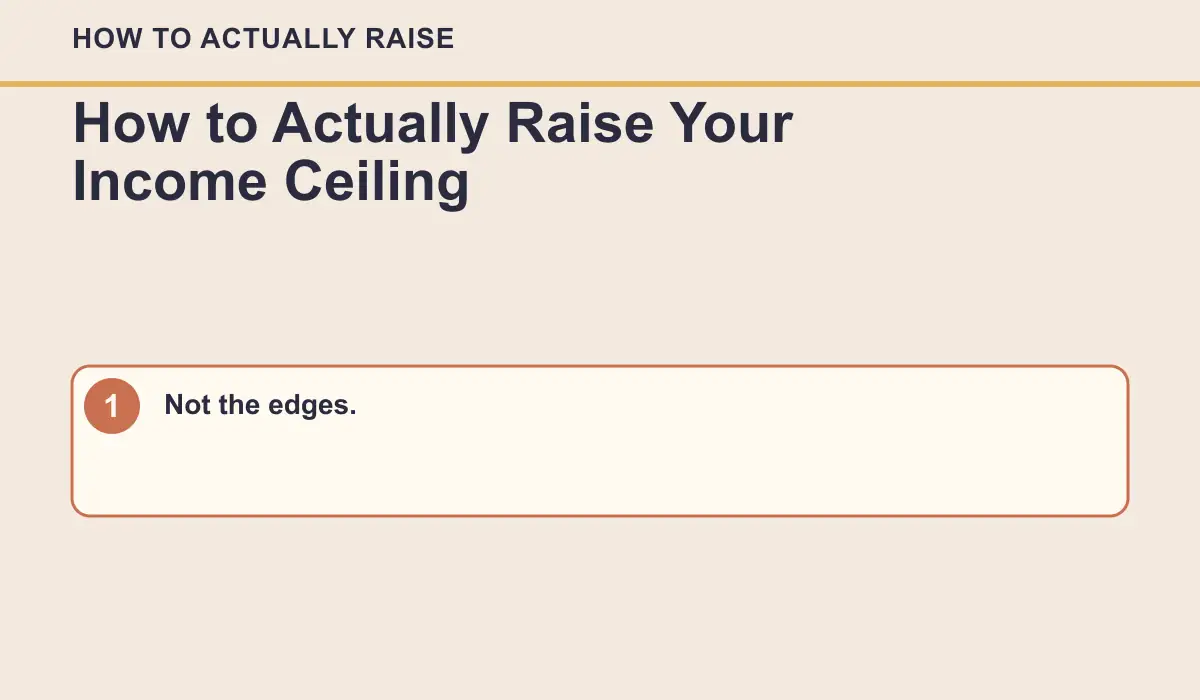 HOW TO ACTUALLY RAISE
How to Actually Raise Your
Income Ceiling
1 Not the edges.